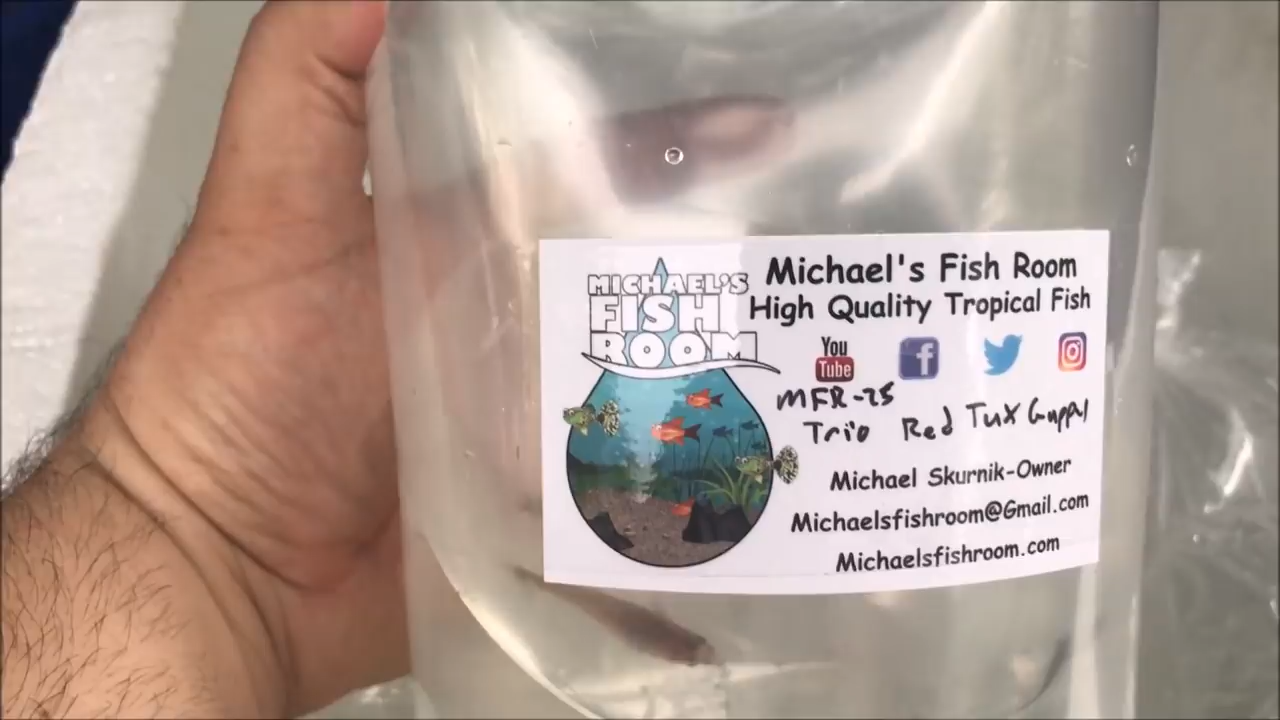 MICHAEL'S
FISH
ROOM
Michael's Fish Room
High Quality Tropical Fish
You
Tube
f
MFR-25
Trio Red Tux Guppy
Michael Skurnik-Owner
Michaelsfishroom@Gmail.com
Michaelsfishroom.com